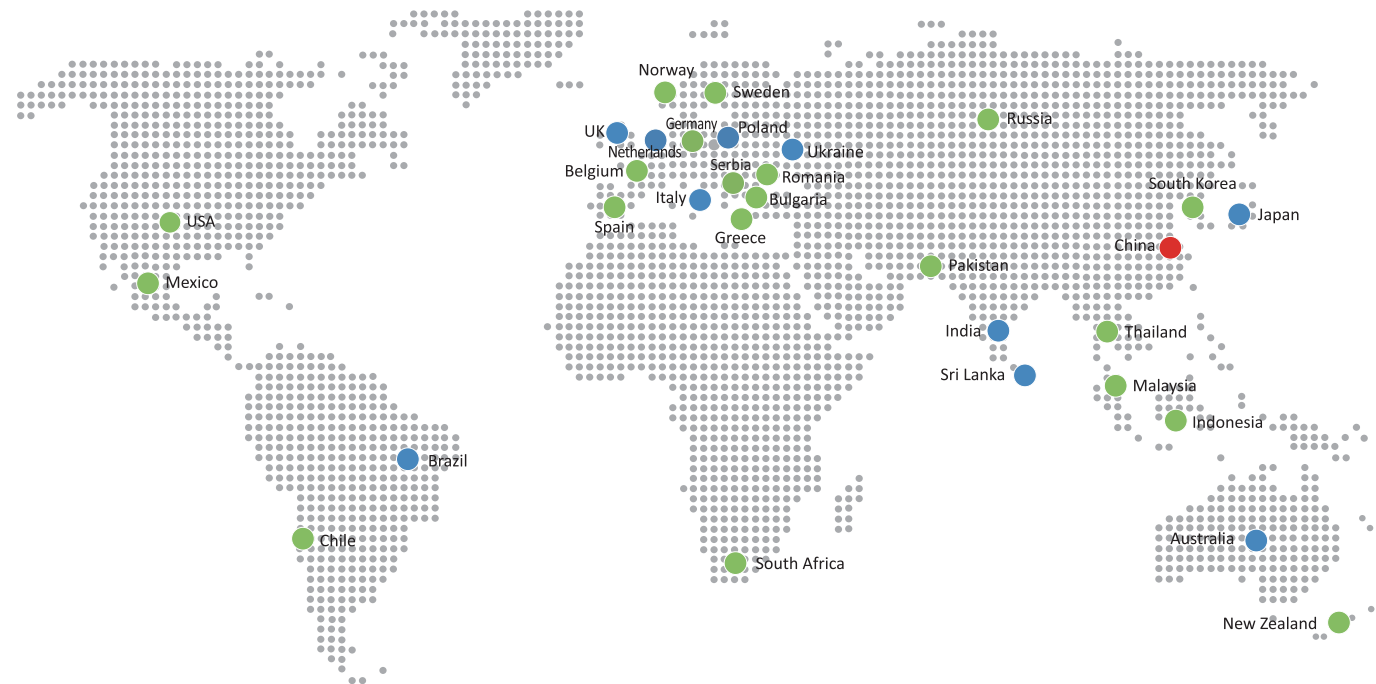 Norway
Sweden
Russia
UK
Germany
Poland
Netherlands
Ukraine
Belgium
Serbia
Romania
South Korea
Italy
Bulgaria
Japan
USA
Spain
Greece
China
Pakistan
Mexico
India
Thailand
Sri Lanka
Malaysia
Indonesia
Brazil
Chile
Australia
South Africa
New Zealand